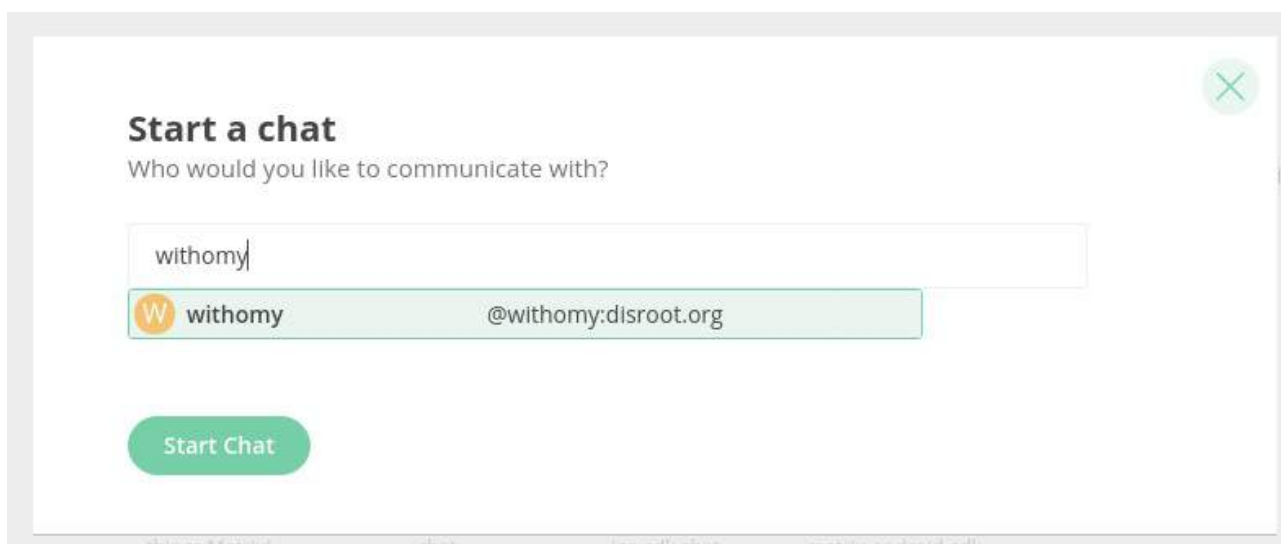 Start a chat
Who would you like to communicate with?
withomy
W withomy @withomy:disroot.org
Start Chat